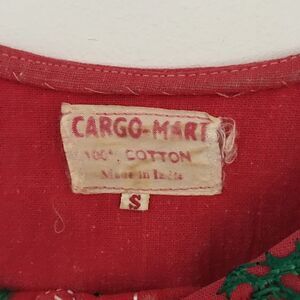 CARGO-MART
100% COTTON
Made in India
S